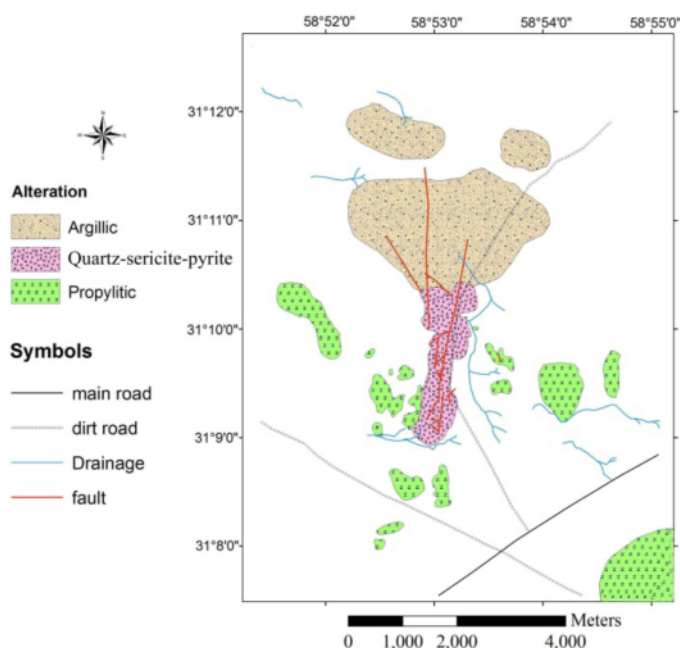 58°52'0" 58°53'0" 58°54'0" 58°55'0"
31°12'0"
31°11'0"
31°10'0"
31°9'0"
31°8'0"
N
W E
S
Alteration
Argillic
Quartz-sericite-pyrite
Propylitic
Symbols
main road
dirt road
Drainage
fault
Meters
0 1,000 2,000 4,000